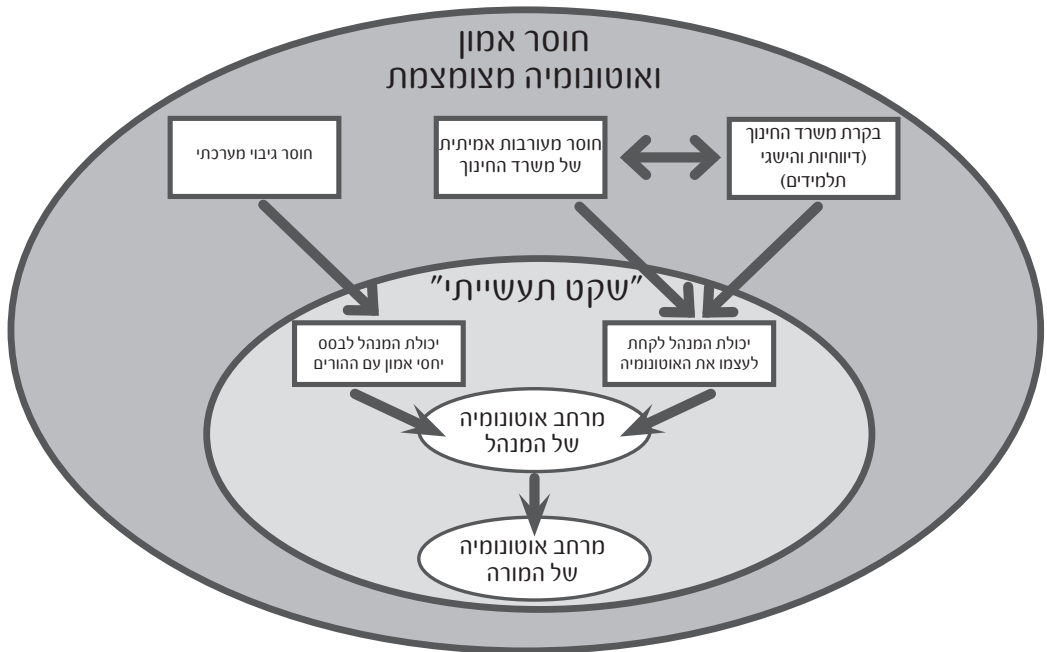 חוסר אמון
ואוטונומיה מצומצמת
בקרת משרד החינוך
(דיווחיות והישגי
תלמידים)
חוסר מעורבות אמיתית
של משרד החינוך
חוסר גיבוי מערכתי
"שקט תעשייתי"
יכולת המנהל לקחת
לעצמו את האוטונומיה
יכולת המנהל לבסס
יחסי אמון עם ההורים
מרחב אוטונומיה
של המנהל
מרחב אוטונומיה
של המורה